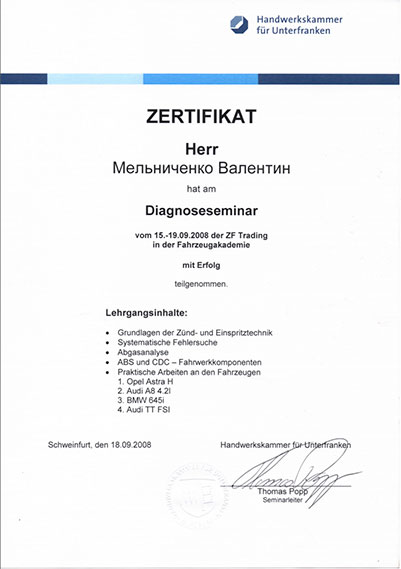 Handwerkskammer
für Unterfranken
ZERTIFIKAT
Herr
Мельниченко Валентин
hat am
Diagnoseseminar
vom 15.-19.09.2008 der ZF Trading
in der Fahrzeugakademie
mit Erfolg
teilgenommen.
Lehrgangsinhalte:
• Grundlagen der Zünd- und Einspritztechnik
• Systematische Fehlersuche
• Abgasanalyse
• ABS und CDC – Fahrwerkkomponenten
• Praktische Arbeiten an den Fahrzeugen
1. Opel Astra H
2. Audi A8 4.2l
3. BMW 645i
4. Audi TT FSI
Schweinfurt, den 18.09.2008
Handwerkskammer für Unterfranken
Thomas Popp
Thomas Popp
Seminarleiter